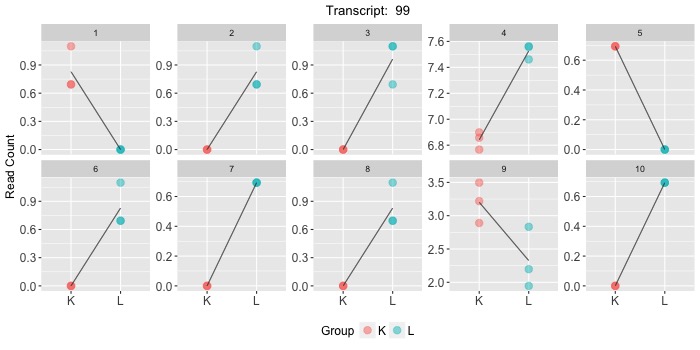 Transcript: 99
1 2 3 4 5
0.9 0.6 0.3 0.0
0.9 0.6 0.3 0.0
0.9 0.6 0.3 0.0
7.6 7.4 7.2 7.0 6.8
0.6 0.4 0.2 0.0
Read Count
6 7 8 9 10
0.9 0.6 0.3 0.0
0.6 0.4 0.2 0.0
0.9 0.6 0.3 0.0
3.5 3.0 2.5 2.0
0.6 0.4 0.2 0.0
K L K L K L K L K L
Group K L